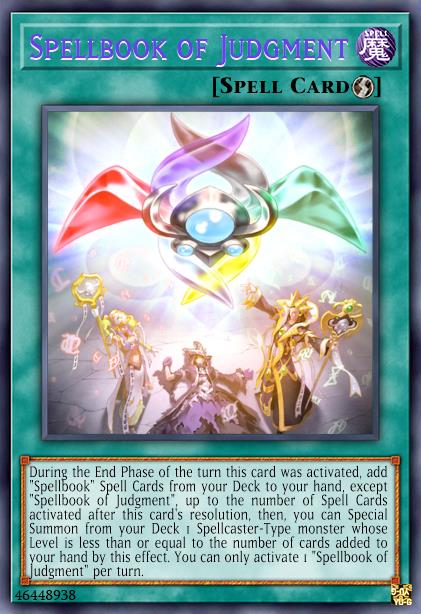 Spellbook of Judgment
SPELL
魔
[Spell Card]
During the End Phase of the turn this card was activated, add
"Spellbook" Spell Cards from your Deck to your hand, except
"Spellbook of Judgment", up to the number of Spell Cards
activated after this card's resolution, then, you can Special
Summon from your Deck 1 Spellcaster-Type monster whose
Level is less than or equal to the number of cards added to
your hand by this effect. You can only activate 1 "Spellbook of
Judgment" per turn.
46448938